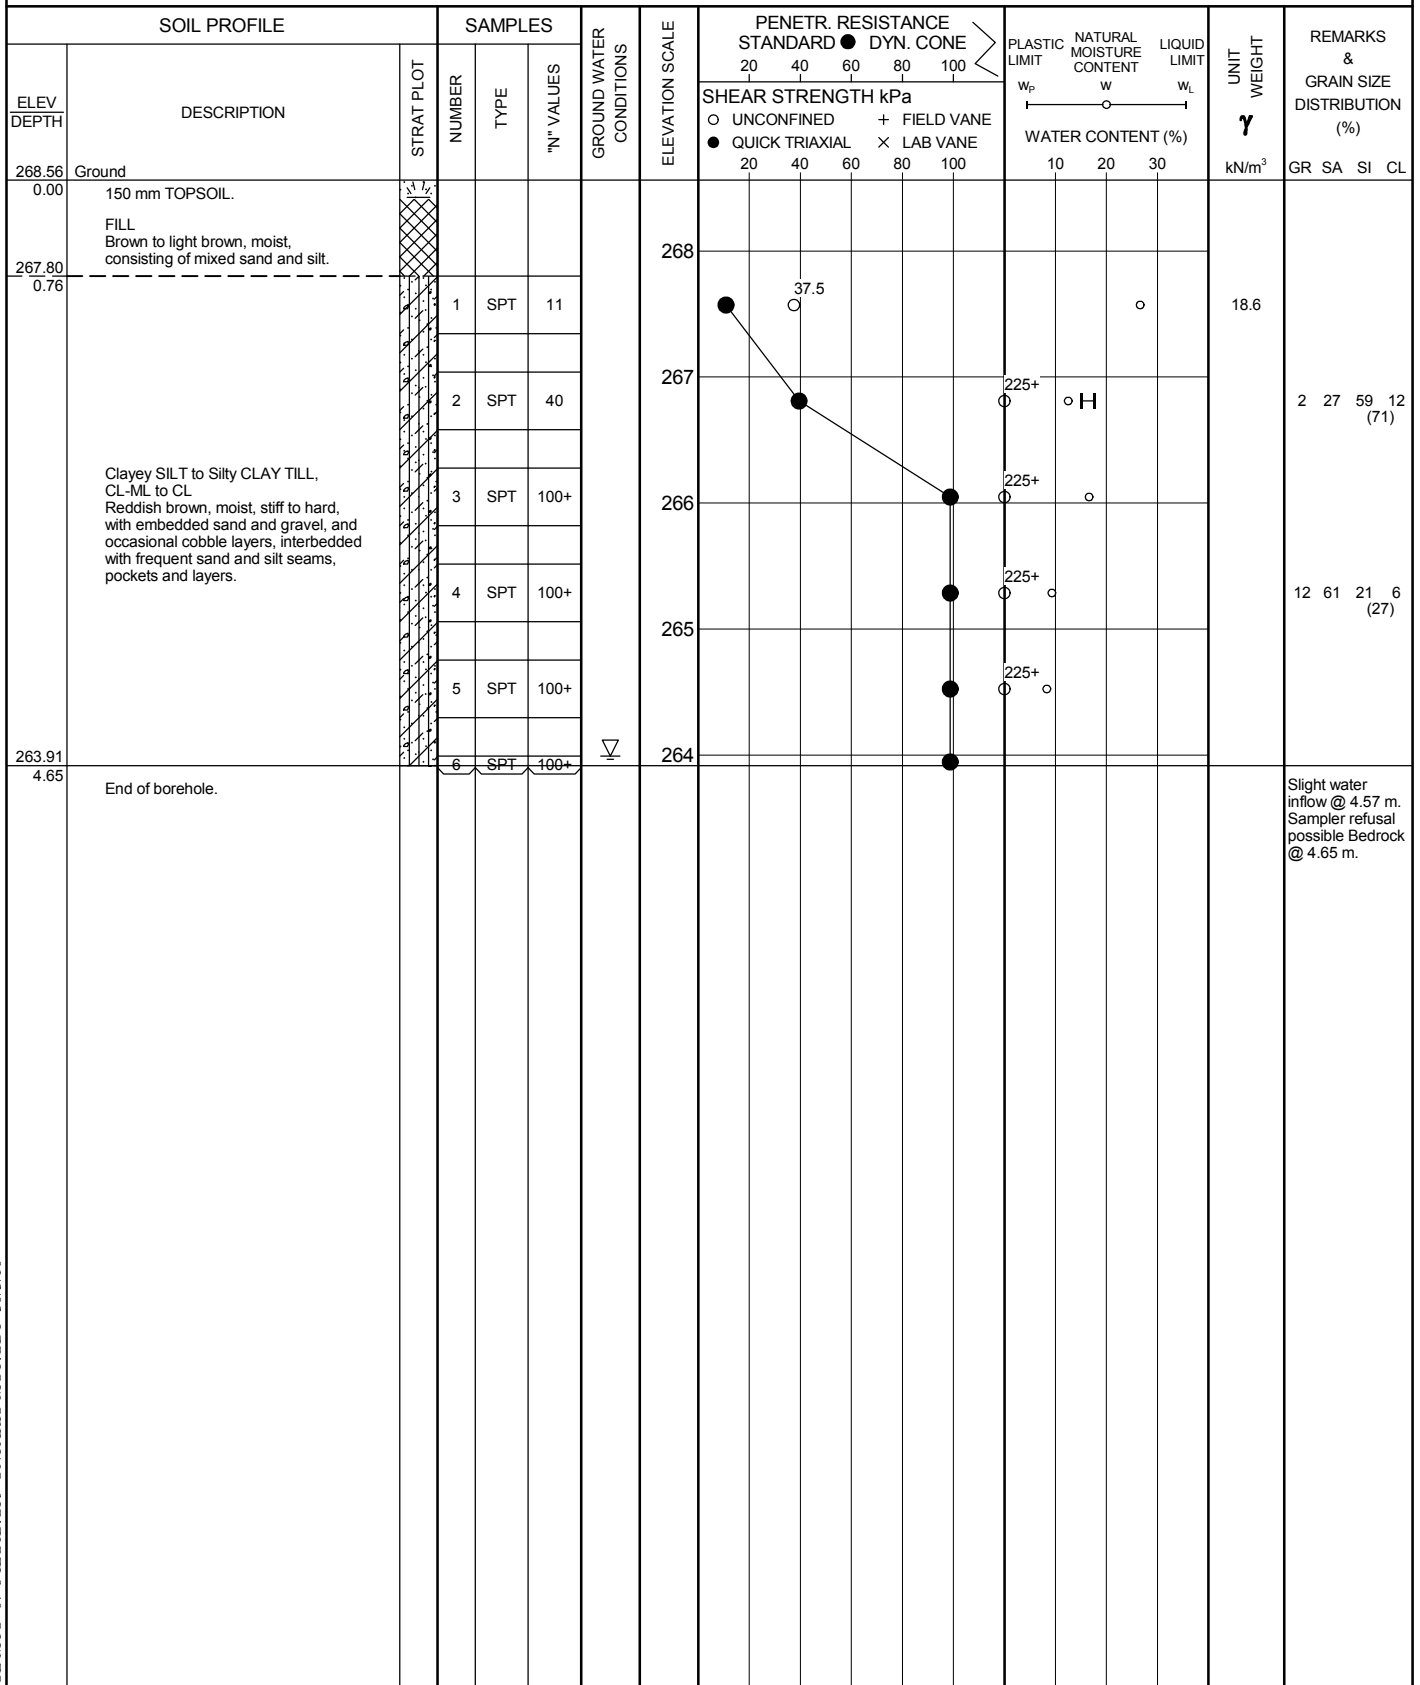 SOIL PROFILE
SAMPLES
GROUND WATER
CONDITIONS
ELEVATION SCALE
PENETR. RESISTANCE
STANDARD ● DYN. CONE
20 40 60 80 100
SHEAR STRENGTH kPa
○ UNCONFINED + FIELD VANE
● QUICK TRIAXIAL × LAB VANE
20 40 60 80 100
PLASTIC
LIMIT
NATURAL
MOISTURE
CONTENT
LIQUID
LIMIT
WP W WL
WATER CONTENT (%)
10 20 30
UNIT
WEIGHT
γ
kN/m³
REMARKS
&
GRAIN SIZE
DISTRIBUTION
(%)
GR SA SI CL
ELEV
DEPTH
DESCRIPTION
STRAT PLOT
NUMBER
TYPE
"N" VALUES
268.56 Ground
0.00
150 mm TOPSOIL.
FILL
Brown to light brown, moist,
consisting of mixed sand and silt.
268
267.80
0.76
1 SPT 11
37.5
18.6
267
2 SPT 40
225+
2 27 59 12
(71)
Clayey SILT to Silty CLAY TILL,
CL-ML to CL
Reddish brown, moist, stiff to hard,
with embedded sand and gravel, and
occasional cobble layers, interbedded
with frequent sand and silt seams,
pockets and layers.
3 SPT 100+
225+
266
4 SPT 100+
225+
12 61 21 6
(27)
265
5 SPT 100+
225+
264
263.91
6 SPT 100+
4.65
End of borehole.
Slight water
inflow @ 4.57 m.
Sampler refusal
possible Bedrock
@ 4.65 m.